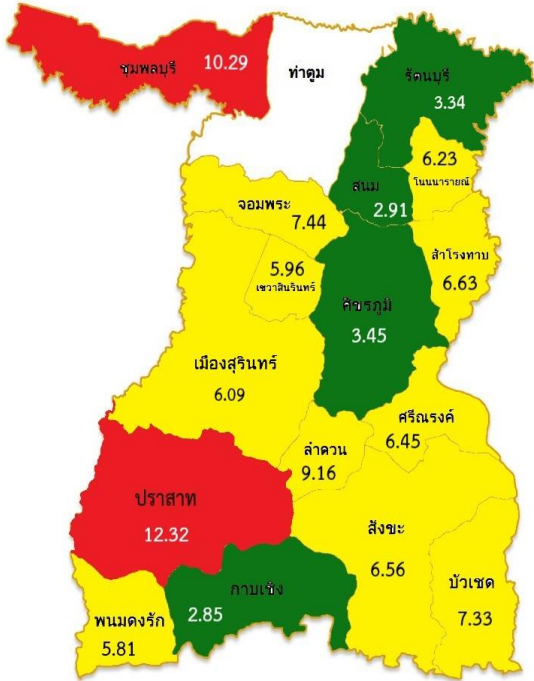 ชุมพลบุรี 10.29
ท่าตูม
รัตนบุรี
3.34
6.23
โนนนารายณ์
สนม
2.91
จอมพระ
7.44
สำโรงทาบ
6.63
5.96
เขวาสินรินทร์
ศีขรภูมิ
3.45
เมืองสุรินทร์
6.09
ศรีณรงค์
6.45
ลำดวน
9.16
ปราสาท
12.32
สังขะ
6.56
บัวเชด
7.33
กาบเชิง
2.85
พนมดงรัก
5.81